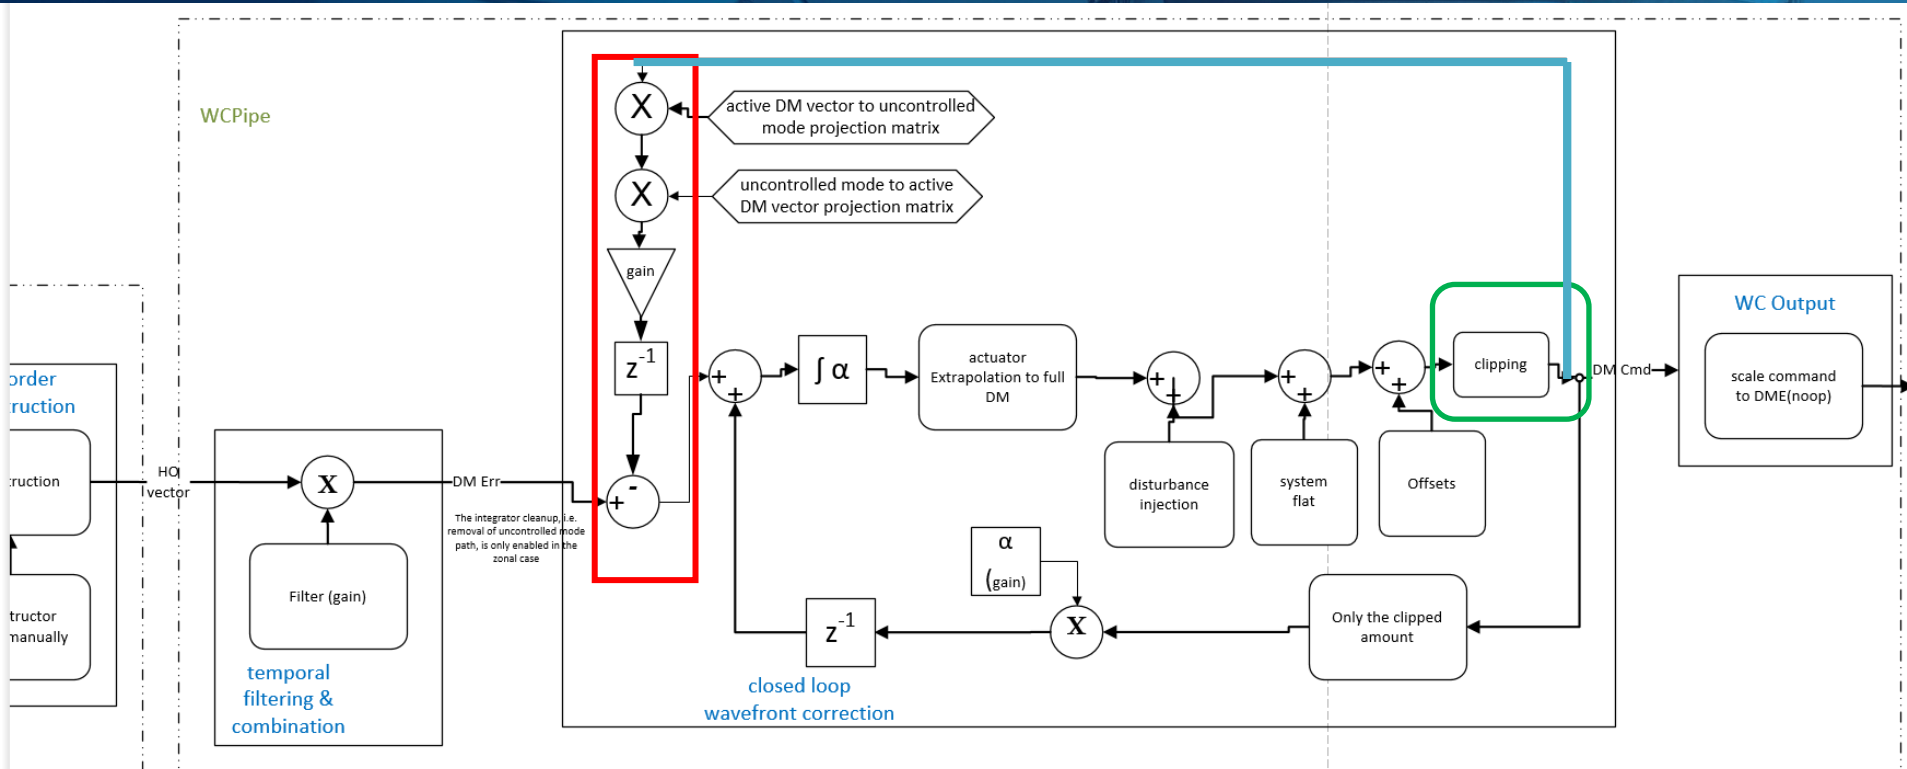 WCPipe
active DM vector to uncontrolled
mode projection matrix
X
uncontrolled mode to active
DM vector projection matrix
X
gain
z-1
-
+
order
ruction
ruction
tructor
manually
HO
vector
X
Filter (gain)
temporal
filtering &
combination
DM Err
The integrator cleanup, i.e.
removal of uncontrolled mode
path, is only enabled in the
zonal case
+
+
∫ α
actuator
Extrapolation to full
DM
+
+
disturbance
injection
+
+
system
flat
+
+
Offsets
clipping
DM Cmd
WC Output
scale command
to DME(noop)
α
(gain)
X
z-1
Only the clipped
amount
closed loop
wavefront correction